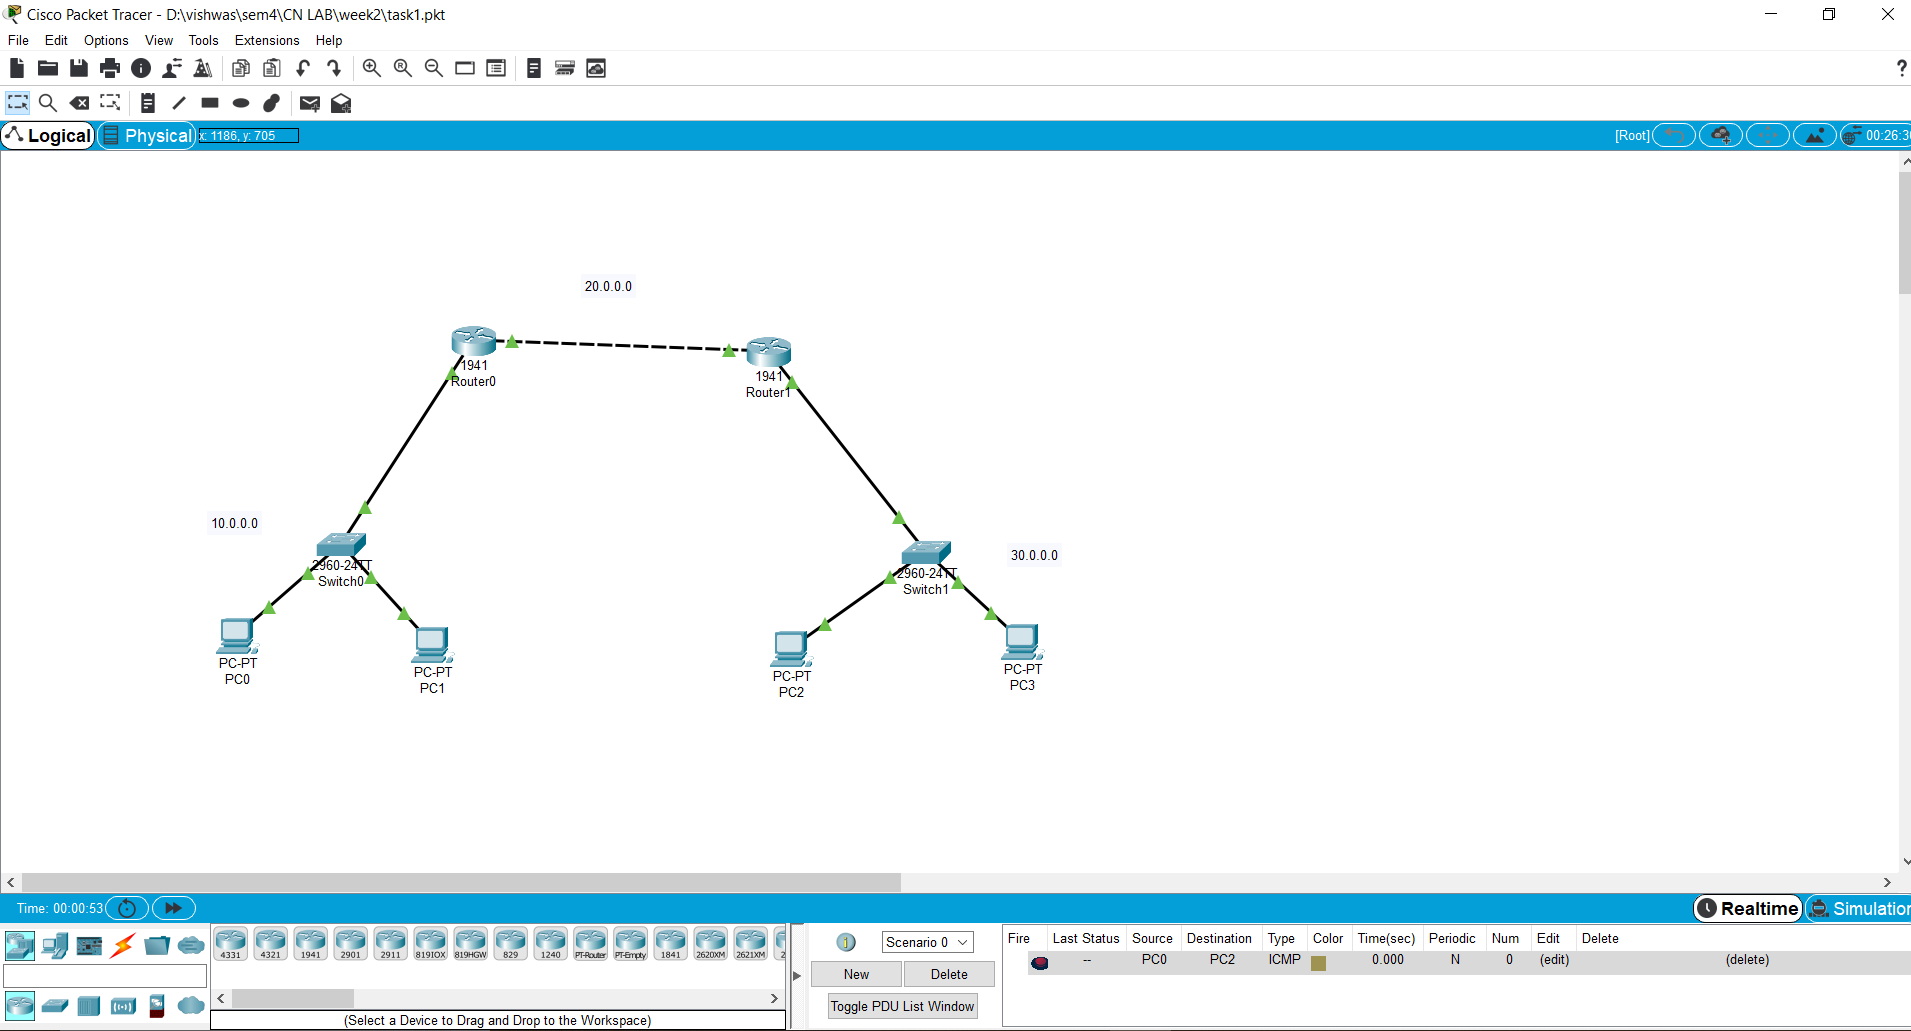 Cisco Packet Tracer - D:\vishwas\sem4\CN LAB\week2\task1.pkt
File Edit Options View Tools Extensions Help
?
Logical Physical x: 1186, y: 705 [Root]
20.0.0.0
1941
Router0
1941
Router1
10.0.0.0
2960-24TT
Switch0
30.0.0.0
2960-24TT
Switch1
PC-PT
PC0
PC-PT
PC1
PC-PT
PC2
PC-PT
PC3
Time: 00:00:53 Realtime
4331 4321 1941 2901 2911 819IOX 819HGW 829 1240 PT-Router PT-Empty 1841 2620XM 2621XM
(Select a Device to Drag and Drop to the Workspace)
Scenario 0
New Delete
Toggle PDU List Window
Fire Last Status Source Destination Type Color Time(sec) Periodic Num Edit Delete
-- PC0 PC2 ICMP 0.000 N 0 (edit) (delete)